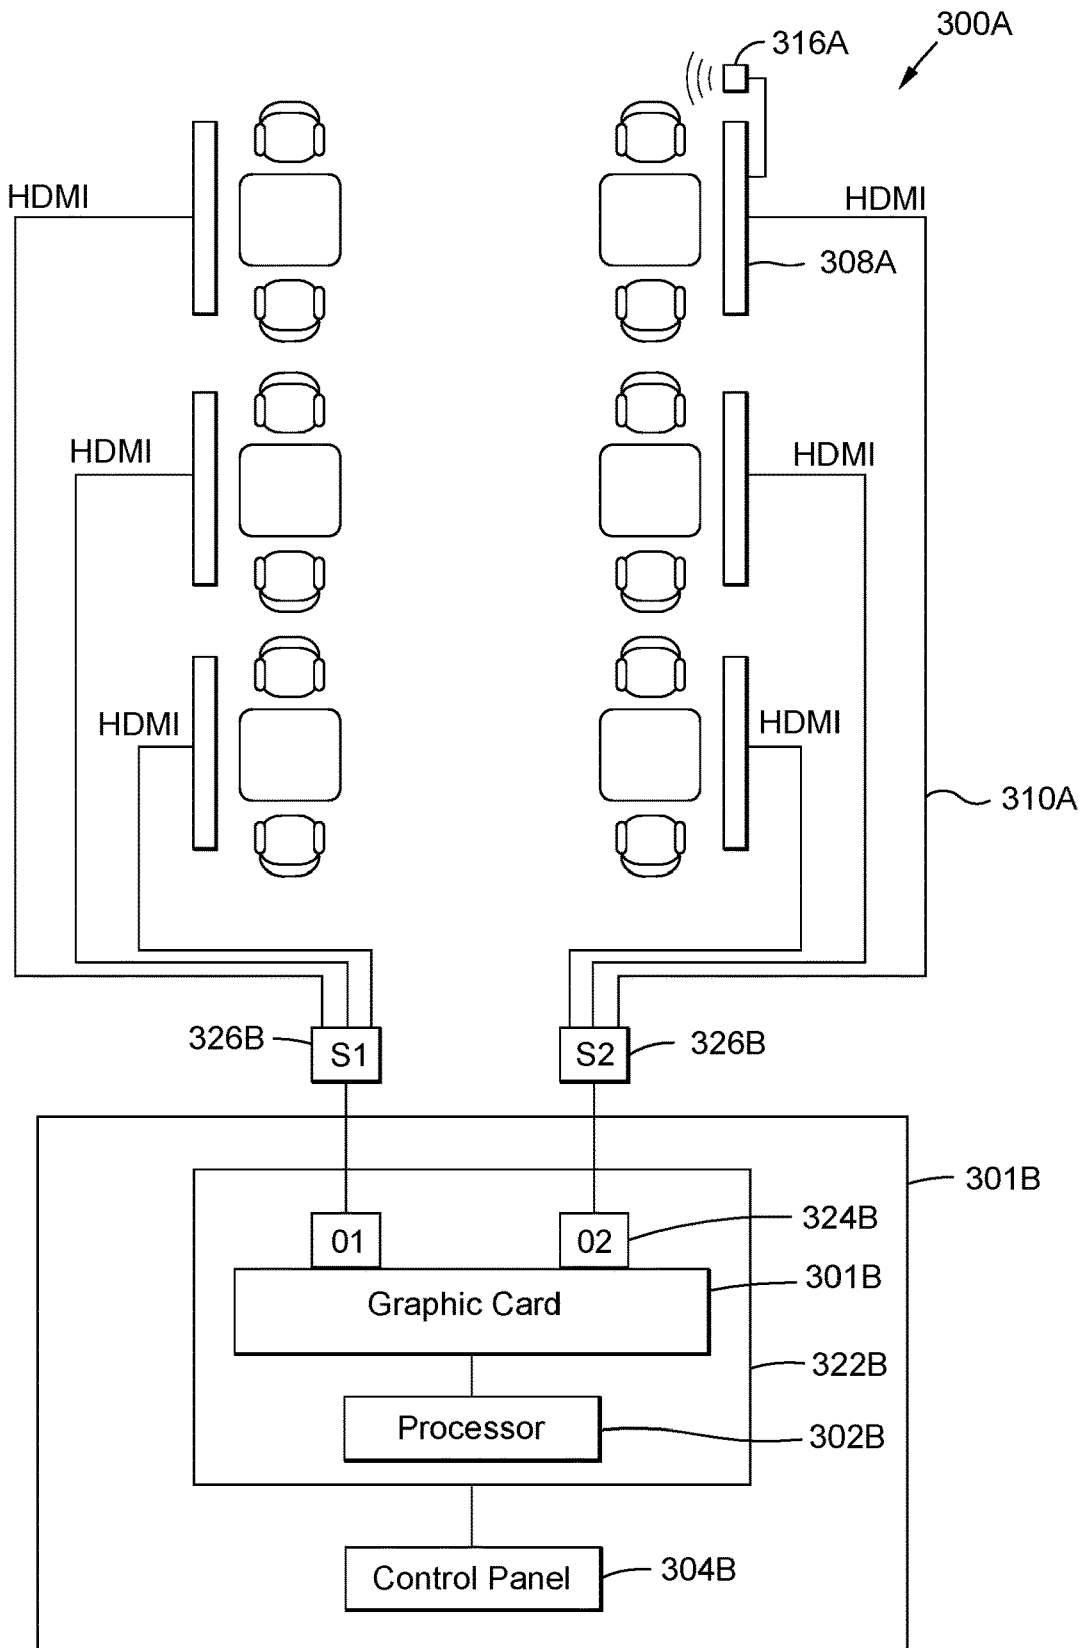 300A
316A
HDMI
HDMI
308A
HDMI
HDMI
HDMI
HDMI
310A
326B
S1
S2
326B
301B
01
02
324B
301B
Graphic Card
322B
Processor
302B
Control Panel
304B